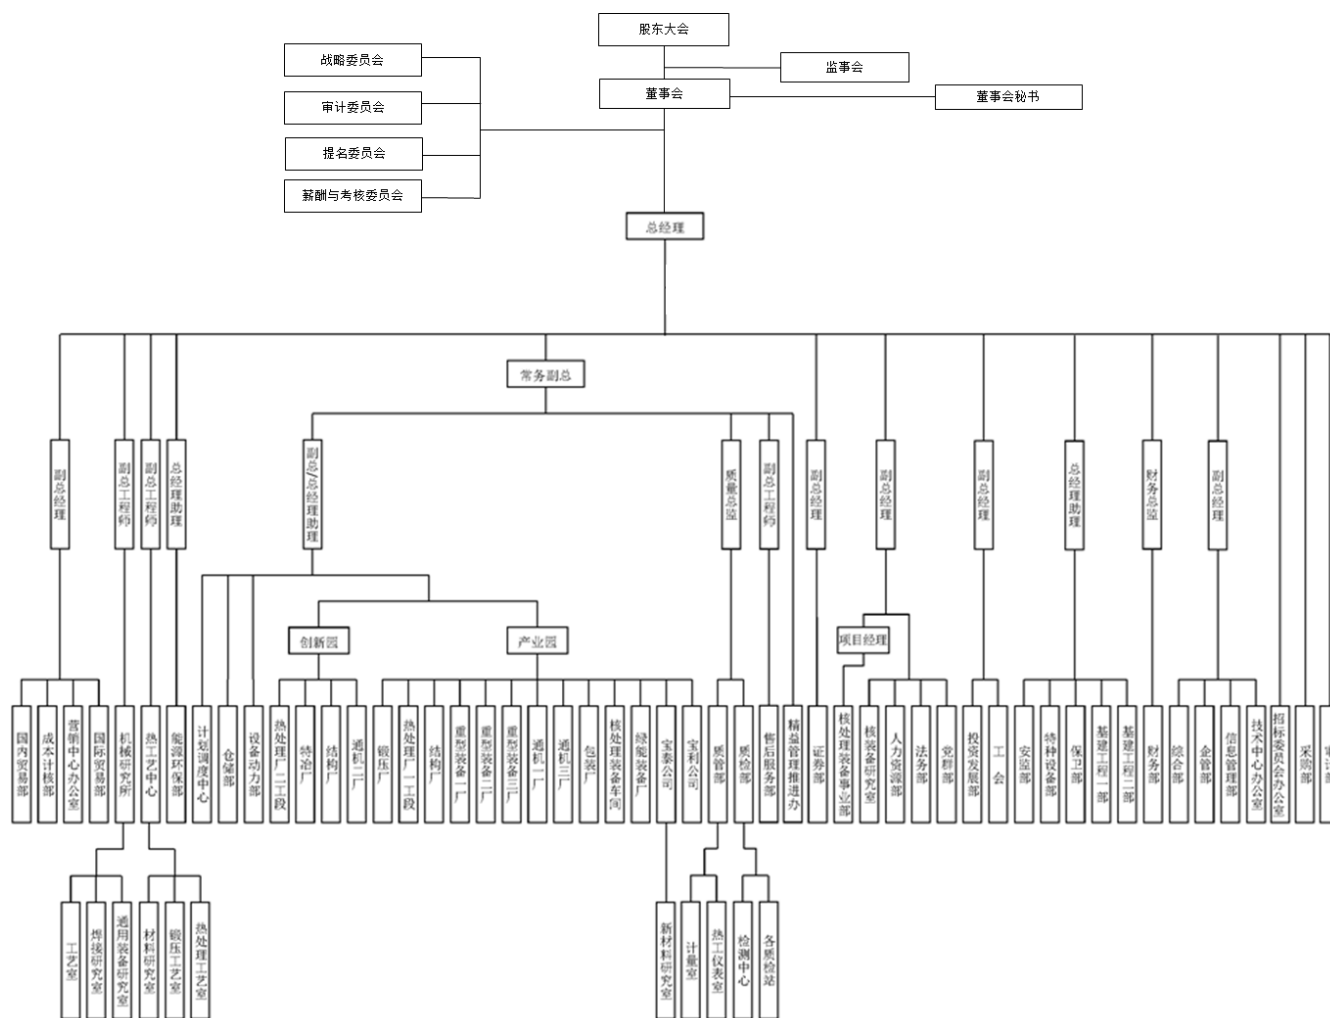 股东大会
战略委员会
监事会
董事会
董事会秘书
审计委员会
提名委员会
薪酬与考核委员会
总经理
常务副总
副总经理
副总工程师
副总工程师
总经理助理
副总/总经理助理
质量总监
副总工程师
副总经理
副总经理
副总经理
总经理助理
财务总监
副总经理
创新园
产业园
项目经理
国内贸易部
成本计核部
营销中心办公室
国际贸易部
机械研究所
热工艺中心
能源环保部
计划调度中心
仓储部
设备动力部
热处理厂二工段
特冶厂
结构厂
通机二厂
锻压厂
热处理厂一工段
结构厂
重型装备一厂
重型装备二厂
重型装备三厂
通机一厂
通机三厂
包装厂
核处理装备车间
绿能装备厂
宝泰公司
宝利公司
质管部
质检部
售后服务部
精益管理推进办
证券部
核处理装备事业部
核装备研究室
人力资源部
法务部
党群部
投资发展部
工会
安监部
特种设备部
保卫部
基建工程一部
基建工程二部
财务部
综合部
企管部
信息管理部
技术中心办公室
招标委员会办公室
采购部
工艺室
焊接研究室
通用装备研究室
材料研究室
锻压工艺室
热处理工艺室
新材料研究室
计量室
热工仪表室
检测中心
各质检站